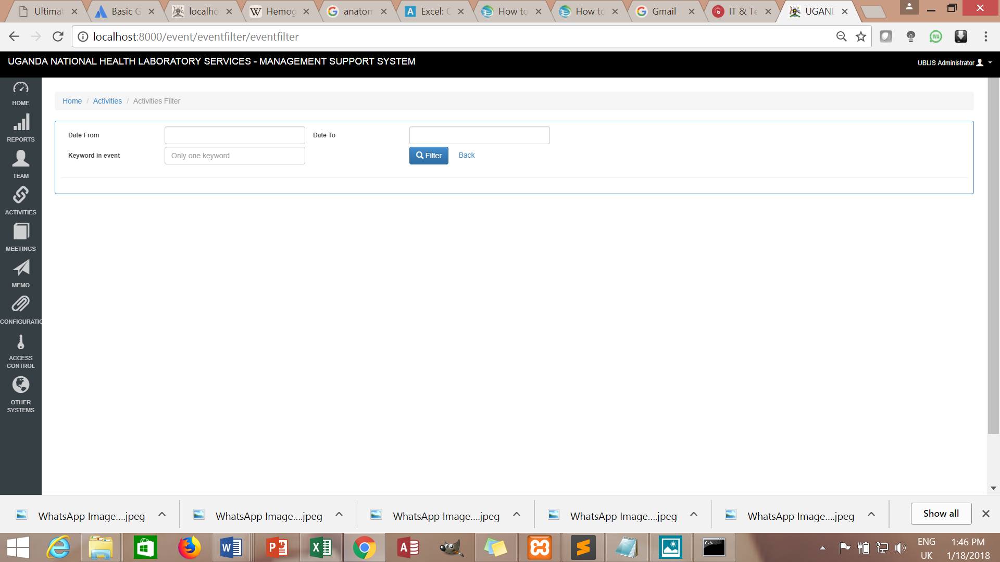 Ultimat
Basic G
localho
Hemog
anatom
Excel: C
How to
How to
Gmail
IT & Te
UGAND
localhost:8000/event/eventfilter/eventfilter
UGANDA NATIONAL HEALTH LABORATORY SERVICES - MANAGEMENT SUPPORT SYSTEM
UBLIS Administrator
HOME
REPORTS
TEAM
ACTIVITIES
MEETINGS
MEMO
CONFIGURATIO
ACCESS
CONTROL
OTHER
SYSTEMS
Home / Activities / Activities Filter
Date From
Date To
Keyword in event
Only one keyword
Filter
Back
WhatsApp Image....jpeg
WhatsApp Image....jpeg
WhatsApp Image....jpeg
WhatsApp Image....jpeg
WhatsApp Image....jpeg
Show all
ENG
UK
1:46 PM
1/18/2018